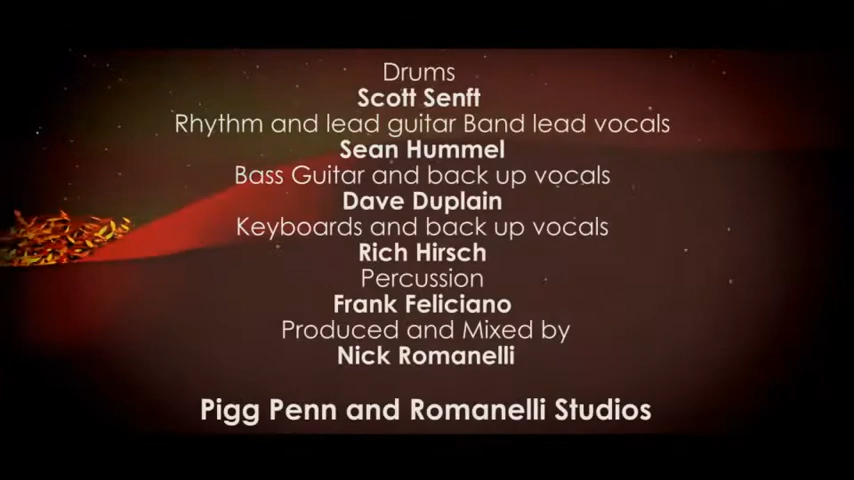 Drums
Scott Senft
Rhythm and lead guitar Band lead vocals
Sean Hummel
Bass Guitar and back up vocals
Dave Duplain
Keyboards and back up vocals
Rich Hirsch
Percussion
Frank Feliciano
Produced and Mixed by
Nick Romanelli
Pigg Penn and Romanelli Studios